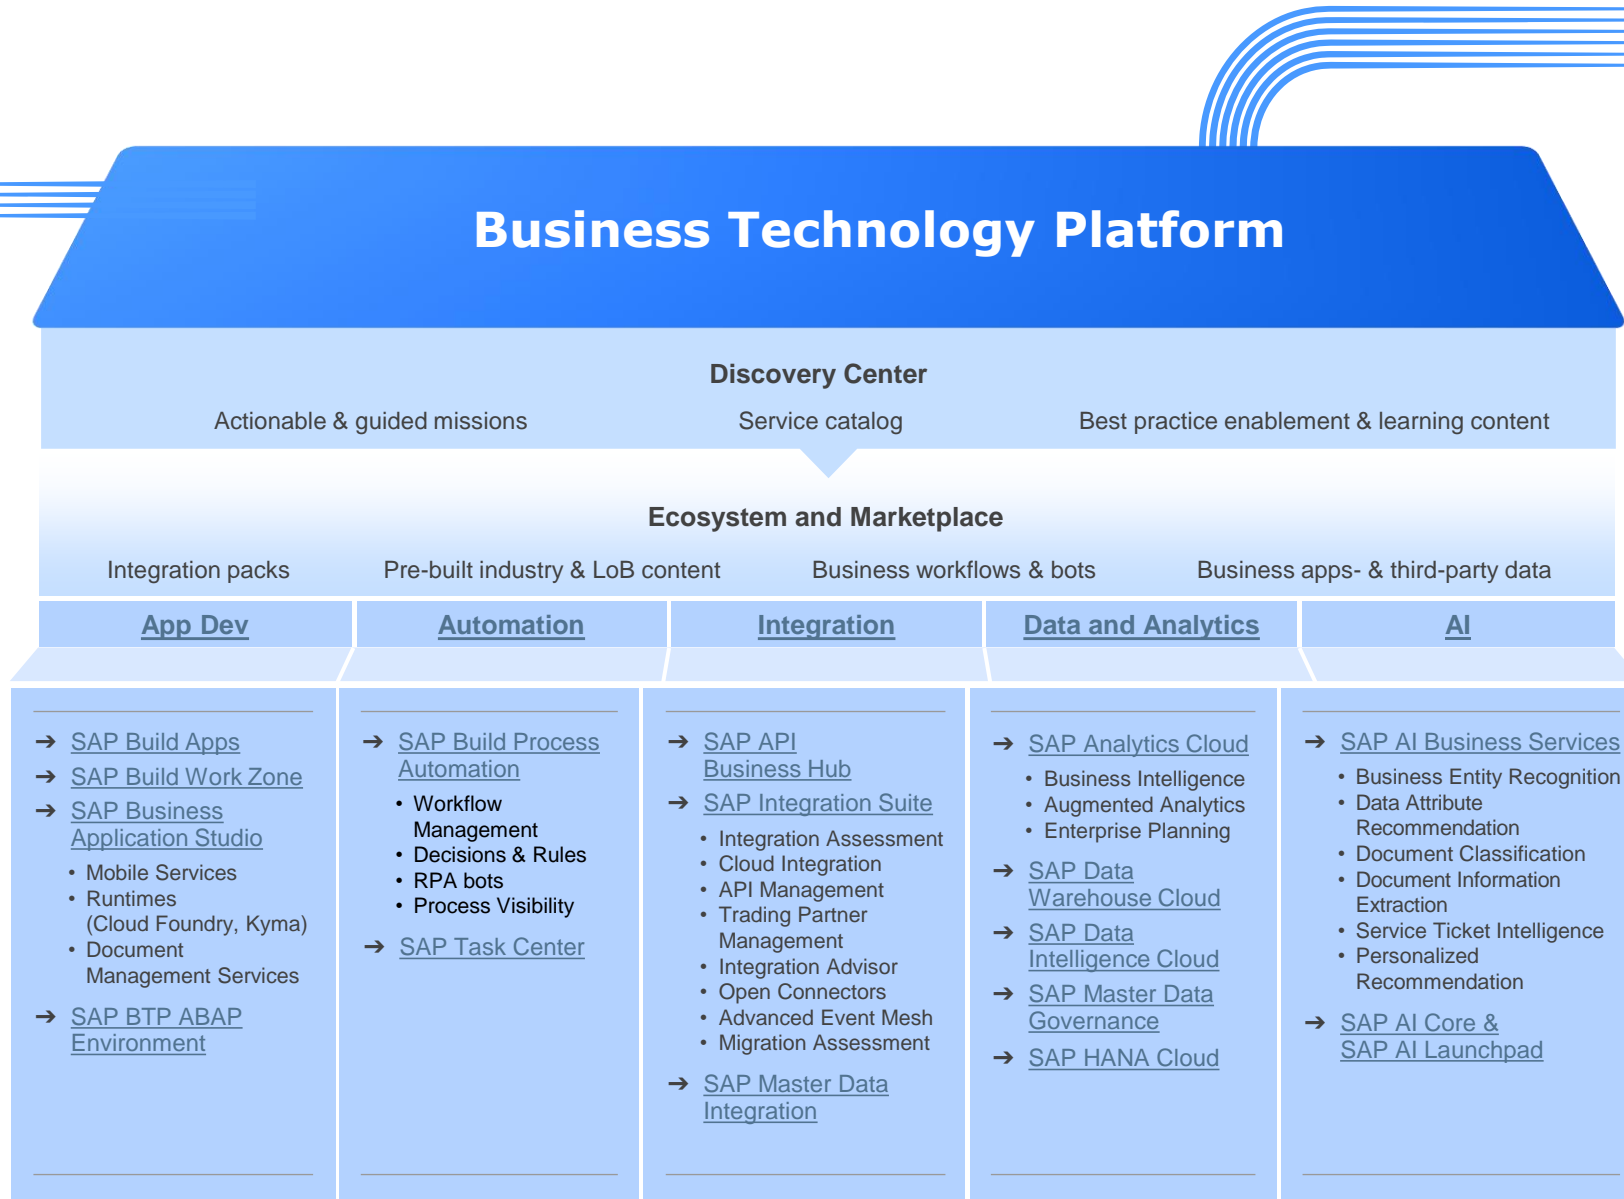 Business Technology Platform
Discovery Center
Actionable & guided missions
Service catalog
Best practice enablement & learning content
Ecosystem and Marketplace
Integration packs
Pre-built industry & LoB content
Business workflows & bots
Business apps- & third-party data
App Dev
Automation
Integration
Data and Analytics
AI
➔ SAP Build Apps
➔ SAP Build Work Zone
➔ SAP Business
Application Studio
• Mobile Services
• Runtimes
(Cloud Foundry, Kyma)
• Document
Management Services
➔ SAP BTP ABAP
Environment
➔ SAP Build Process
Automation
• Workflow
Management
• Decisions & Rules
• RPA bots
• Process Visibility
➔ SAP Task Center
➔ SAP API
Business Hub
➔ SAP Integration Suite
• Integration Assessment
• Cloud Integration
• API Management
• Trading Partner
Management
• Integration Advisor
• Open Connectors
• Advanced Event Mesh
• Migration Assessment
➔ SAP Master Data
Integration
➔ SAP Analytics Cloud
• Business Intelligence
• Augmented Analytics
• Enterprise Planning
➔ SAP Data
Warehouse Cloud
➔ SAP Data
Intelligence Cloud
➔ SAP Master Data
Governance
➔ SAP HANA Cloud
➔ SAP AI Business Services
• Business Entity Recognition
• Data Attribute
Recommendation
• Document Classification
• Document Information
Extraction
• Service Ticket Intelligence
• Personalized
Recommendation
➔ SAP AI Core &
SAP AI Launchpad